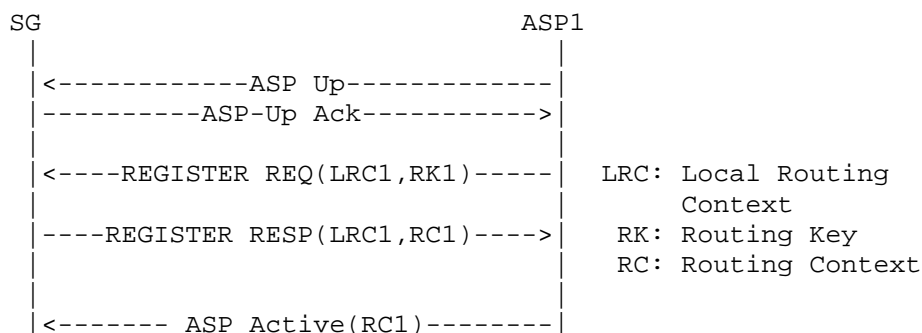 SG ASP1
<------------ASP Up-------------
----------ASP-Up Ack----------->
<----REGISTER REQ(LRC1,RK1)----- LRC: Local Routing
Context
----REGISTER RESP(LRC1,RC1)----> RK: Routing Key
RC: Routing Context
<------- ASP Active(RC1)--------